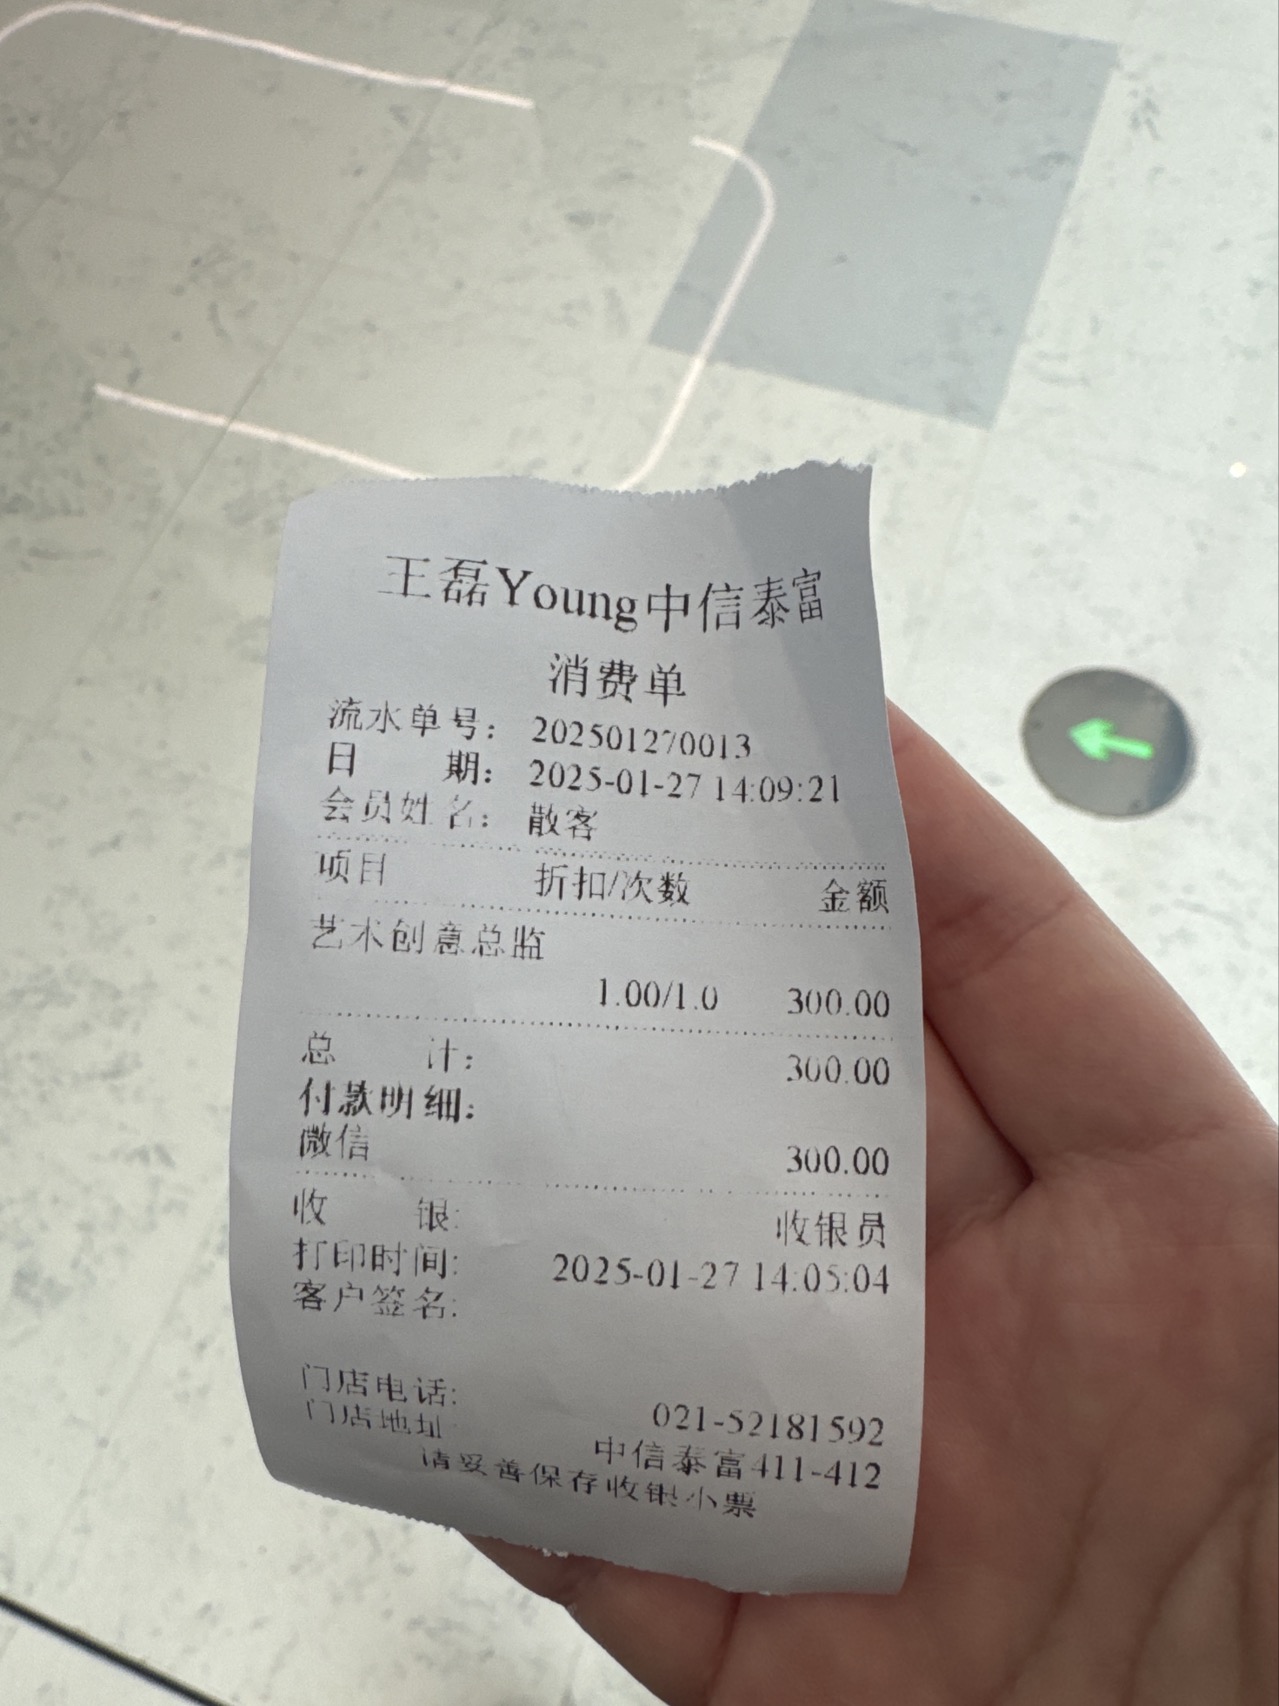 王磊Young中信泰富
消费单
流水单号: 202501270013
日 期: 2025-01-27 14:09:21
会员姓名: 散客
项目 折扣/次数 金额
艺术创意总监
1.00/1.0 300.00
总 计: 300.00
付款明细:
微信 300.00
收 银: 收银员
打印时间: 2025-01-27 14:05:04
客户签名:
门店电话: 021-52181592
门店地址 中信泰富411-412
请妥善保存收银小票